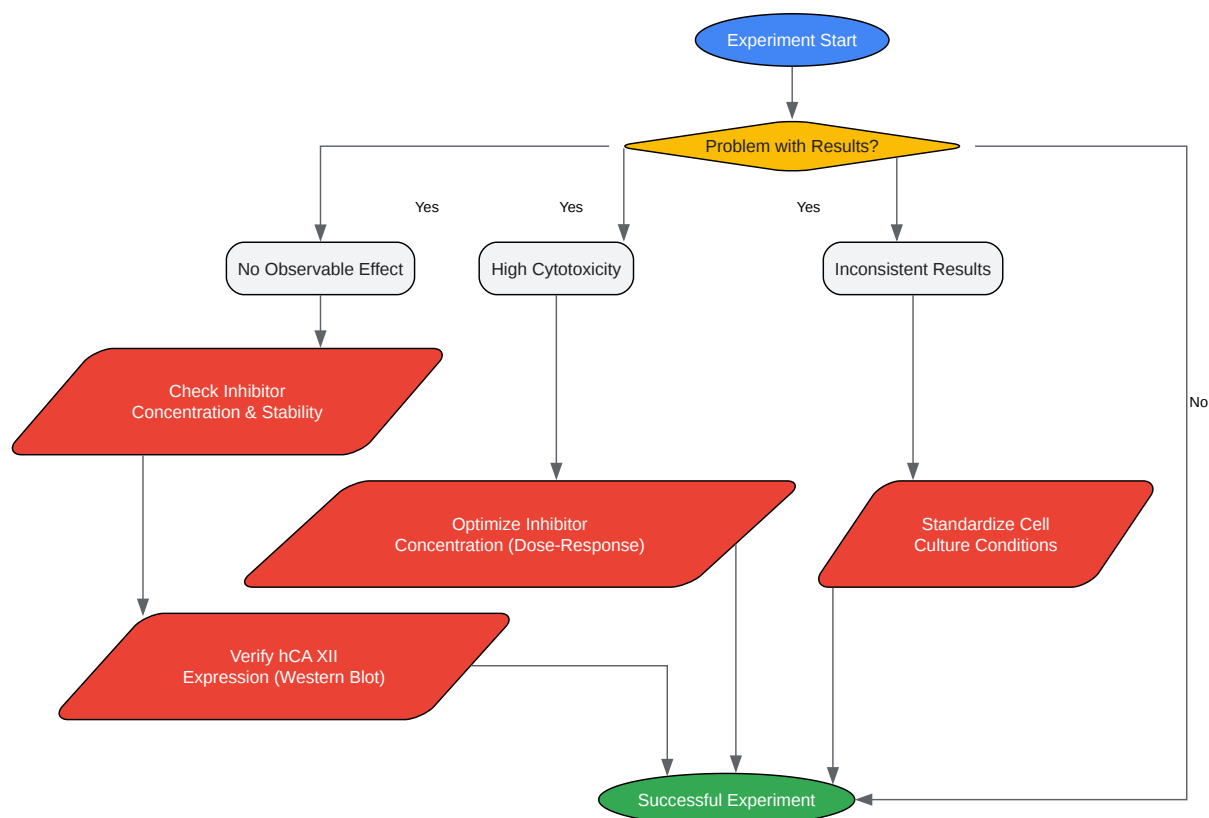 Experiment Start
Problem with Results?
Yes
Yes
Yes
No Observable Effect
High Cytotoxicity
Inconsistent Results
Check Inhibitor
Concentration & Stability
No
Optimize Inhibitor
Concentration (Dose-Response)
Standardize Cell
Culture Conditions
Verify hCA XII
Expression (Western Blot)
Successful Experiment